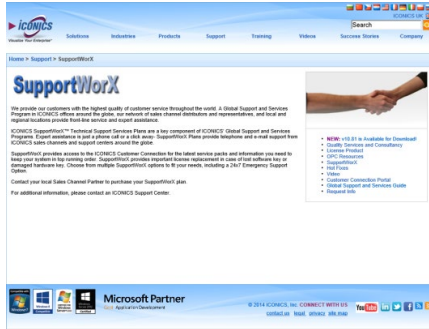 ICONICS UK
Search
ICONICS
Visualize Your Enterprise
Solutions Industries Products Support Training Videos Success Stories Company
Home > Support > SupportWorX
SupportWorX
We provide our customers with the highest quality of customer service throughout the world. A Global Support and Services
Program in ICONICS offices around the globe, our network of sales channel distributors and representatives, and local and
regional locations provide front-line service and expert assistance.
ICONICS SupportWorX™ Technical Support Services Plans are a key component of ICONICS' Global Support and Services
Programs. Expert assistance is just a phone call or a click away- SupportWorX Plans provide telephone and e-mail support from
ICONICS sales channels and support centers around the globe.
SupportWorX provides access to the ICONICS Customer Connection for the latest service packs and information you need to
keep your system in top running order. SupportWorX provides important license replacement in case of lost software key or
damaged hardware key. Choose from multiple SupportWorX options to fit your needs, including a 24x7 Emergency Support
Option.
Contact your local Sales Channel Partner to purchase your SupportWorX plan.
For additional information, please contact an ICONICS Support Center.
NEW: v10.81 is Available for Download!
Quality Services and Consultancy
License Product
OPC Resources
SupportWorX
Hot Fixes
Video
Customer Connection Portal
Global Support and Services Guide
Request Info
Microsoft Partner
Gold Application Development
© 2014 ICONICS, Inc. CONNECT WITH US
contact us legal privacy site map
You Tube